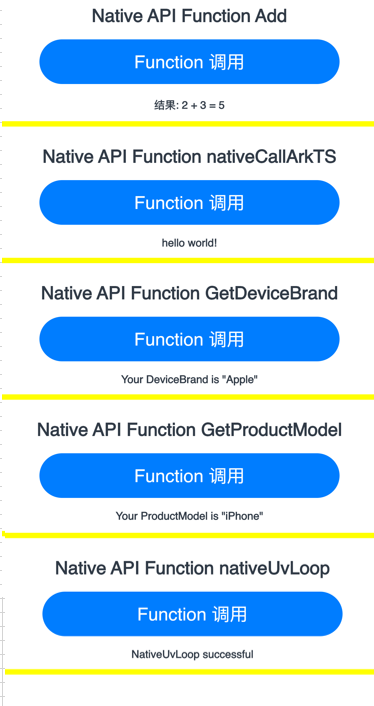 Native API Function Add
Function 调用
结果: 2 + 3 = 5
Native API Function nativeCallArkTS
Function 调用
hello world!
Native API Function GetDeviceBrand
Function 调用
Your DeviceBrand is "Apple"
Native API Function GetProductModel
Function 调用
Your ProductModel is "iPhone"
Native API Function nativeUvLoop
Function 调用
NativeUvLoop successful